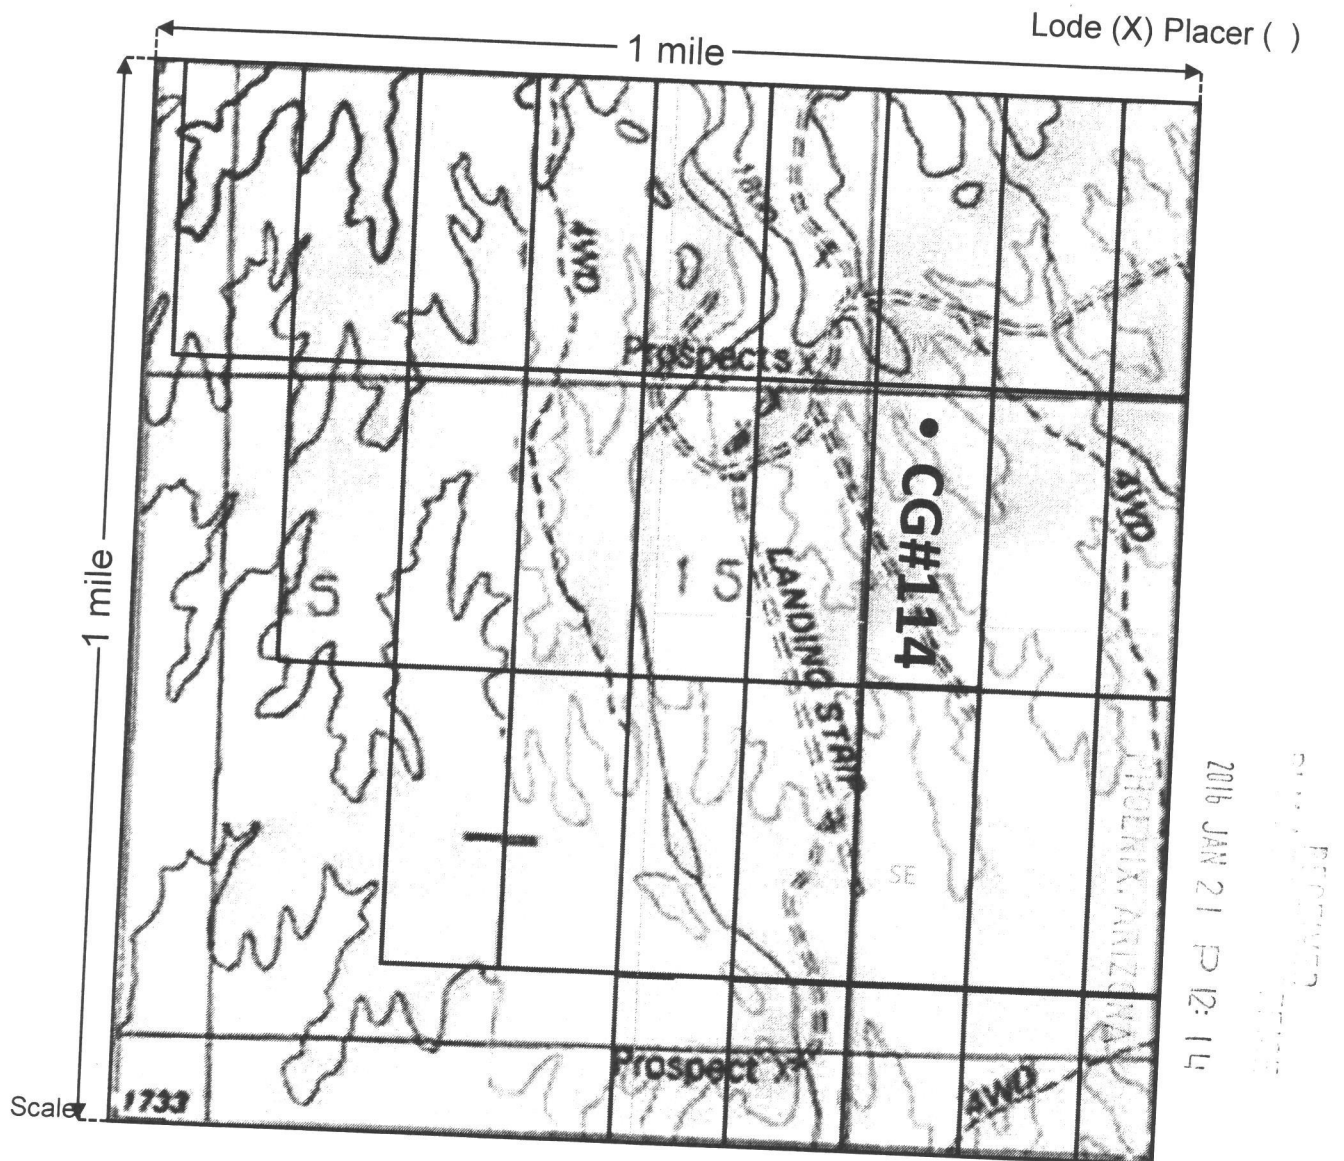 Lode (X) Placer ( )
1 mile
1 mile
1800
4WD
Prospects x
x
CG#114
4WD
S
15
LANDING STRIP
SE
PHOENIX, ARIZONA
2016 JAN 21 P 12: 14
Prospect x
4WD
Scale
1733